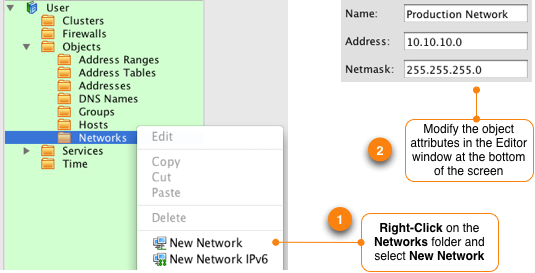 User
Clusters
Firewalls
Objects
Address Ranges
Address Tables
Addresses
DNS Names
Groups
Hosts
Networks
Services
Time
Edit
Copy
Cut
Paste
Delete
New Network
New Network IPv6
Name: Production Network
Address: 10.10.10.0
Netmask: 255.255.255.0
2
Modify the object
attributes in the Editor
window at the bottom
of the screen
1
Right-Click on the
Networks folder and
select New Network